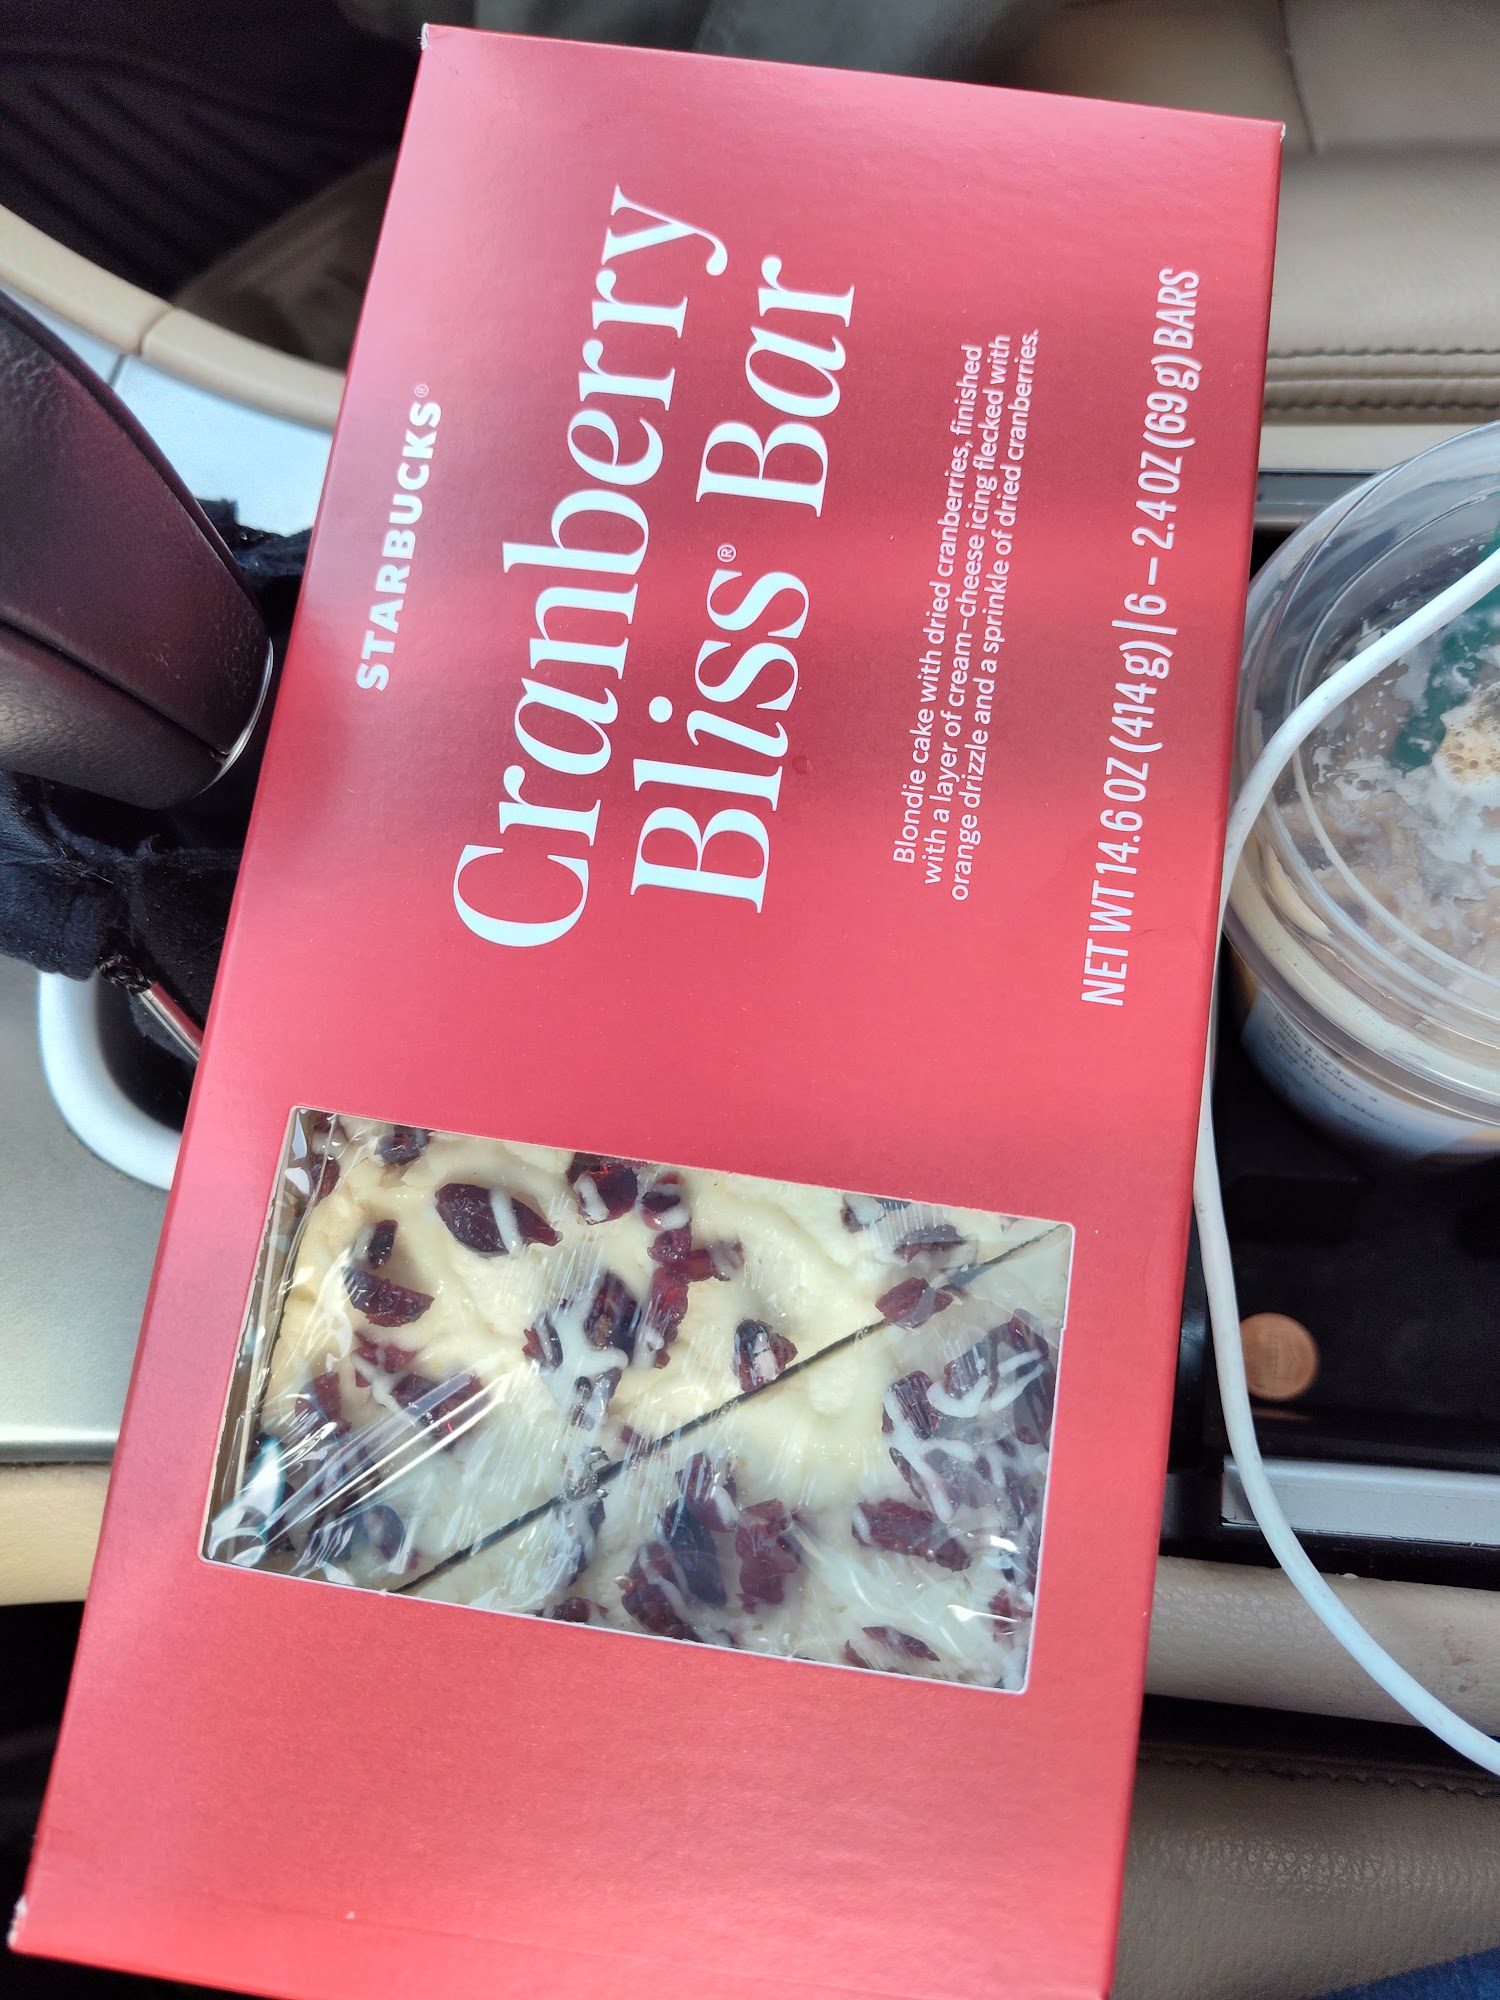 STARBUCKS®
Cranberry
Bliss® Bar
Blondie cake with dried cranberries, finished
with a layer of cream-cheese icing flecked with
orange drizzle and a sprinkle of dried cranberries.
NET WT 14.6 OZ (414 g) | 6 – 2.4 OZ (69 g) BARS